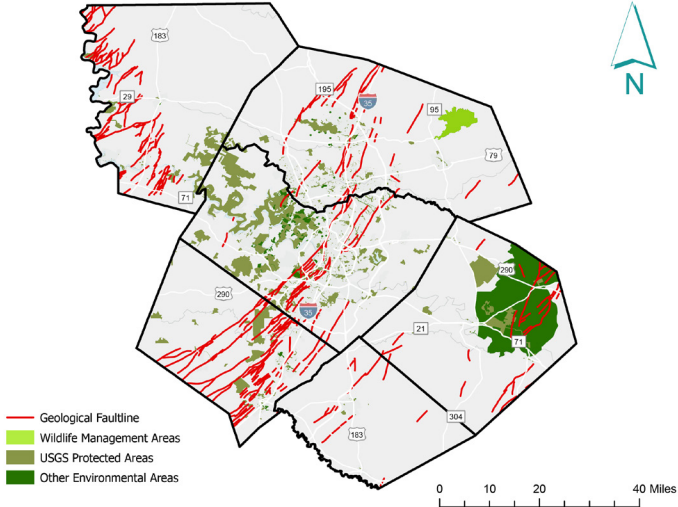 183
29
195
35
95
79
71
N
290
290
35
21
71
304
183
Geological Faultline
Wildlife Management Areas
USGS Protected Areas
Other Environmental Areas
0 10 20 40 Miles